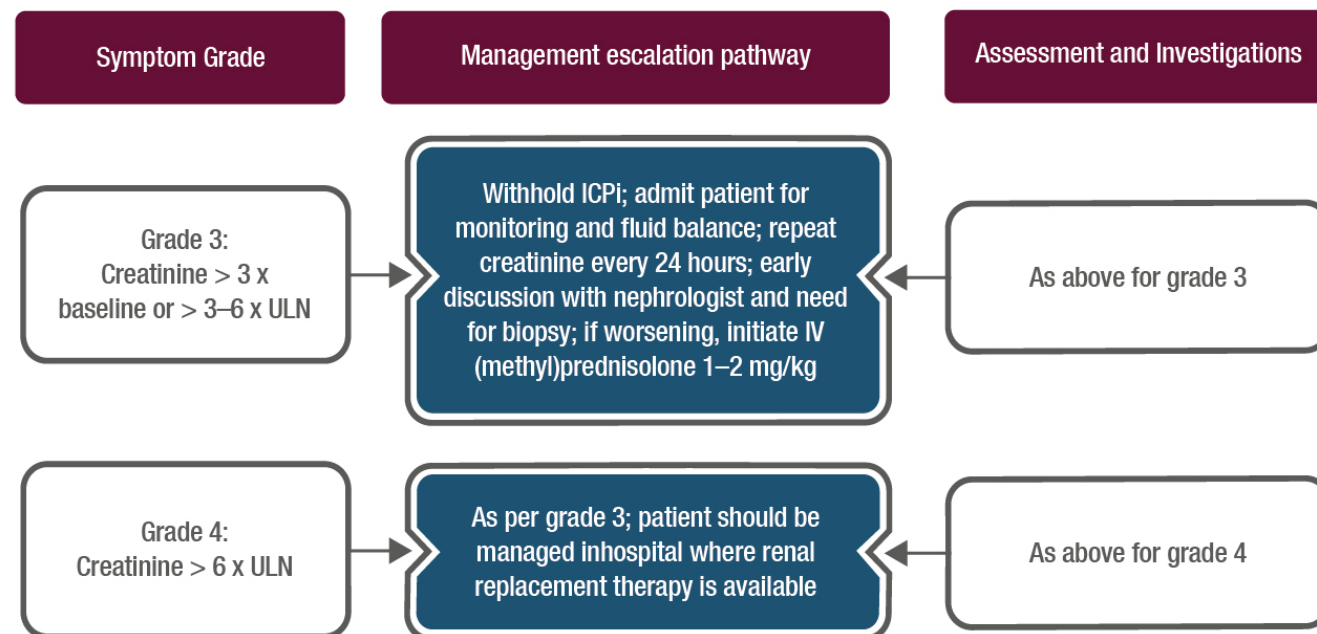 Symptom Grade
Management escalation pathway
Assessment and Investigations
Grade 3:
Creatinine > 3 x
baseline or > 3–6 x ULN
Withhold ICPi; admit patient for
monitoring and fluid balance; repeat
creatinine every 24 hours; early
discussion with nephrologist and need
for biopsy; if worsening, initiate IV
(methyl)prednisolone 1–2 mg/kg
As above for grade 3
Grade 4:
Creatinine > 6 x ULN
As per grade 3; patient should be
managed inhospital where renal
replacement therapy is available
As above for grade 4